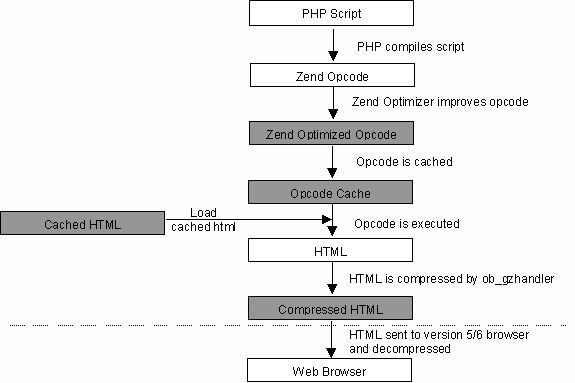 PHP Script
PHP compiles script
Zend Opcode
Zend Optimizer improves opcode
Zend Optimized Opcode
Opcode is cached
Opcode Cache
Cached HTML
Load
cached html
Opcode is executed
HTML
HTML is compressed by ob_gzhandler
Compressed HTML
HTML sent to version 5/6 browser
and decompressed
Web Browser